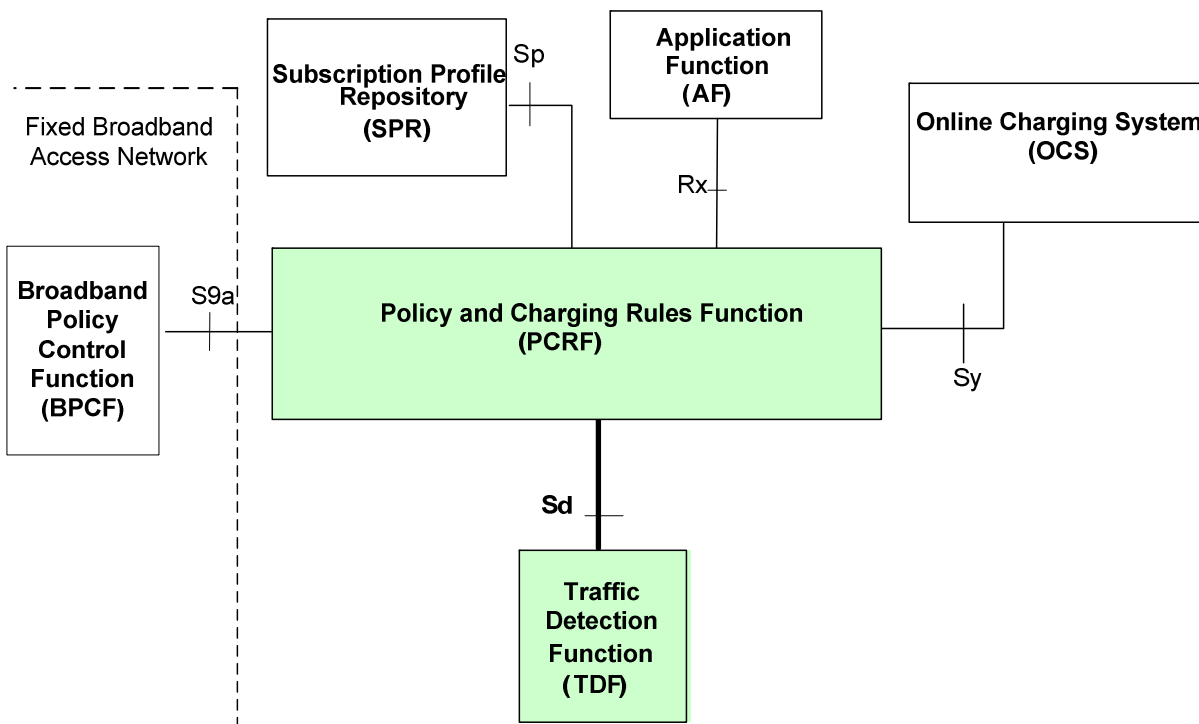 Subscription Profile
Repository
(SPR)
Sp
Application
Function
(AF)
Online Charging System
(OCS)
Fixed Broadband
Access Network
Rx
Broadband
Policy
Control
Function
(BPCF)
S9a
Policy and Charging Rules Function
(PCRF)
Sy
Sd
Traffic
Detection
Function
(TDF)